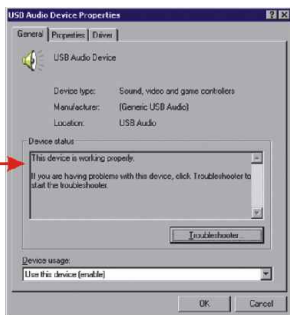 USB Audio Device Properties
General Properties Driver
USB Audio Device
Device type: Sound, video and game controllers
Manufacturer: (Generic USB Audio)
Location: USB Audio
Device status
This device is working properly.
If you are having problems with this device, click Troubleshooter to
start the troubleshooter.
Troubleshooter...
Device usage:
Use this device (enable)
OK Cancel